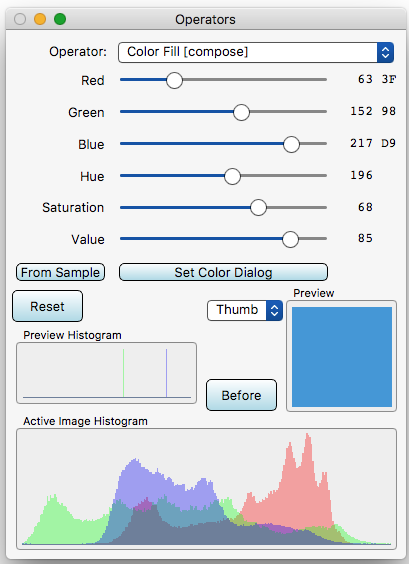 Operators
Operator: Color Fill [compose]
Red 63 3F
Green 152 98
Blue 217 D9
Hue 196
Saturation 68
Value 85
From Sample Set Color Dialog
Preview
Reset Thumb
Preview Histogram
Before
Active Image Histogram